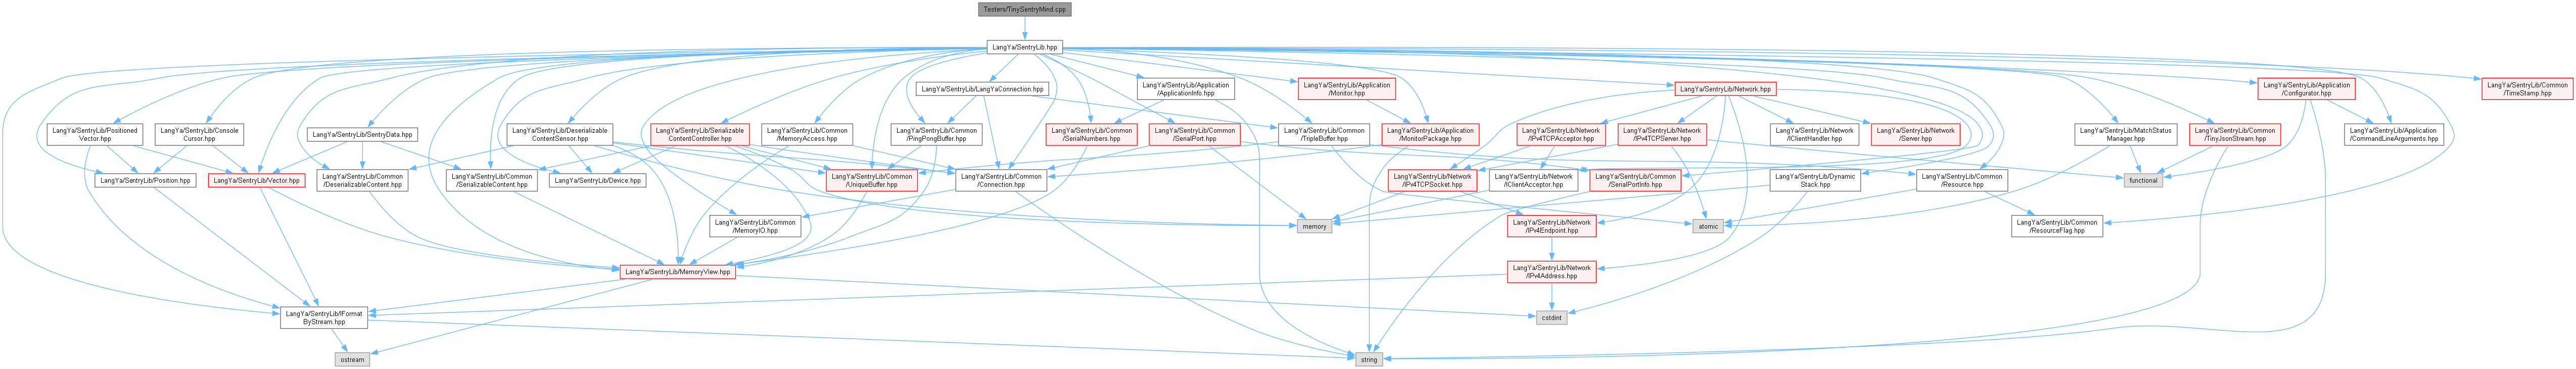 Testers/TinySentryMind.cpp
LangYa/SentryLib.hpp
LangYa/SentryLib/LangYaConnection.hpp
LangYa/SentryLib/Application
/ApplicationInfo.hpp
LangYa/SentryLib/Application
/Monitor.hpp
LangYa/SentryLib/Network.hpp
LangYa/SentryLib/Application
/Configurator.hpp
LangYa/SentryLib/Common
/TimeStamp.hpp
LangYa/SentryLib/Positioned
Vector.hpp
LangYa/SentryLib/Console
Cursor.hpp
LangYa/SentryLib/SentryData.hpp
LangYa/SentryLib/Deserializable
ContentSensor.hpp
LangYa/SentryLib/Serializable
ContentController.hpp
LangYa/SentryLib/Common
/MemoryAccess.hpp
LangYa/SentryLib/Common
/PingPongBuffer.hpp
LangYa/SentryLib/Common
/SerialNumbers.hpp
LangYa/SentryLib/Common
/SerialPort.hpp
LangYa/SentryLib/Common
/TripleBuffer.hpp
LangYa/SentryLib/Application
/MonitorPackage.hpp
LangYa/SentryLib/Network
/IPv4TCPAcceptor.hpp
LangYa/SentryLib/Network
/IPv4TCPServer.hpp
LangYa/SentryLib/Network
/IClientHandler.hpp
LangYa/SentryLib/Network
/Server.hpp
LangYa/SentryLib/MatchStatus
Manager.hpp
LangYa/SentryLib/Common
/TinyJsonStream.hpp
LangYa/SentryLib/Application
/CommandLineArguments.hpp
LangYa/SentryLib/Position.hpp
LangYa/SentryLib/Vector.hpp
LangYa/SentryLib/Common
/DeserializableContent.hpp
LangYa/SentryLib/Common
/SerializableContent.hpp
LangYa/SentryLib/Device.hpp
LangYa/SentryLib/Common
/UniqueBuffer.hpp
LangYa/SentryLib/Common
/Connection.hpp
LangYa/SentryLib/Network
/IPv4TCPSocket.hpp
LangYa/SentryLib/Network
/IClientAcceptor.hpp
LangYa/SentryLib/Common
/SerialPortInfo.hpp
LangYa/SentryLib/Dynamic
Stack.hpp
LangYa/SentryLib/Common
/Resource.hpp
functional
LangYa/SentryLib/Common
/MemoryIO.hpp
memory
LangYa/SentryLib/Network
/IPv4Endpoint.hpp
atomic
LangYa/SentryLib/Common
/ResourceFlag.hpp
LangYa/SentryLib/MemoryView.hpp
LangYa/SentryLib/Network
/IPv4Address.hpp
LangYa/SentryLib/IFormat
ByStream.hpp
cstdint
ostream
string